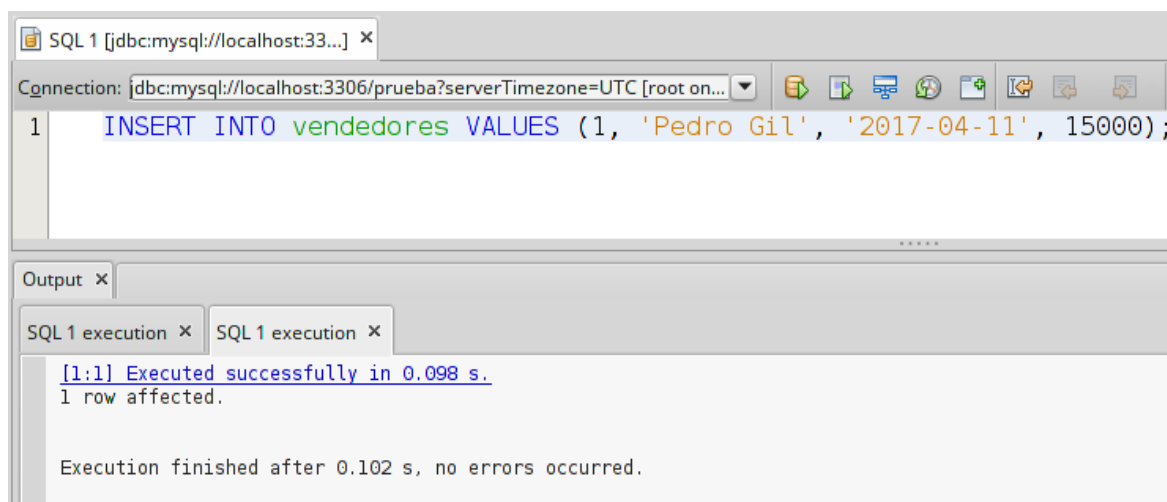 SQL 1 [jdbc:mysql://localhost:33...]
Connection: jdbc:mysql://localhost:3306/prueba?serverTimezone=UTC [root on...
1 INSERT INTO vendedores VALUES (1, 'Pedro Gil', '2017-04-11', 15000);
Output
SQL 1 execution SQL 1 execution
[1:1] Executed successfully in 0.098 s.
1 row affected.
Execution finished after 0.102 s, no errors occurred.